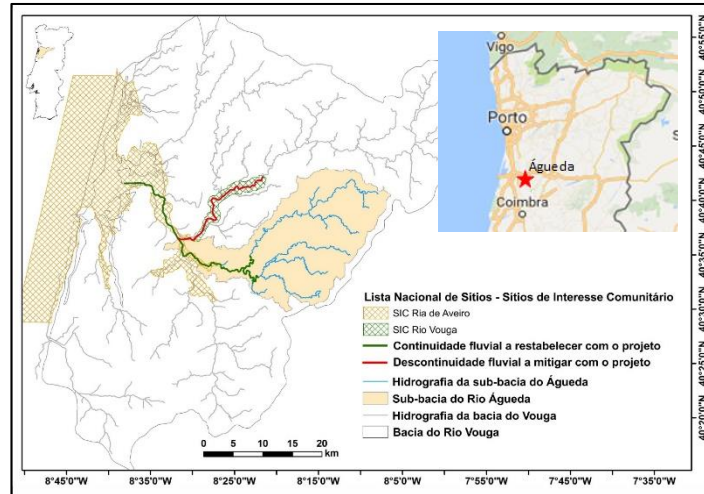 Vigo
Porto
Águeda
Coimbra
Lista Nacional de Sítios - Sítios de Interesse Comunitário
SIC Ria de Aveiro
SIC Rio Vouga
Continuidade fluvial a restabelecer com o projeto
Descontinuidade fluvial a mitigar com o projeto
Hidrografia da sub-bacia do Águeda
Sub-bacia do Rio Águeda
Hidrografia da bacia do Vouga
Bacia do Rio Vouga
0 5 10 15 20
km
8°45'0"W 8°35'0"W 8°25'0"W 8°15'0"W 8°5'0"W 7°55'0"W 7°45'0"W 7°35'0"W